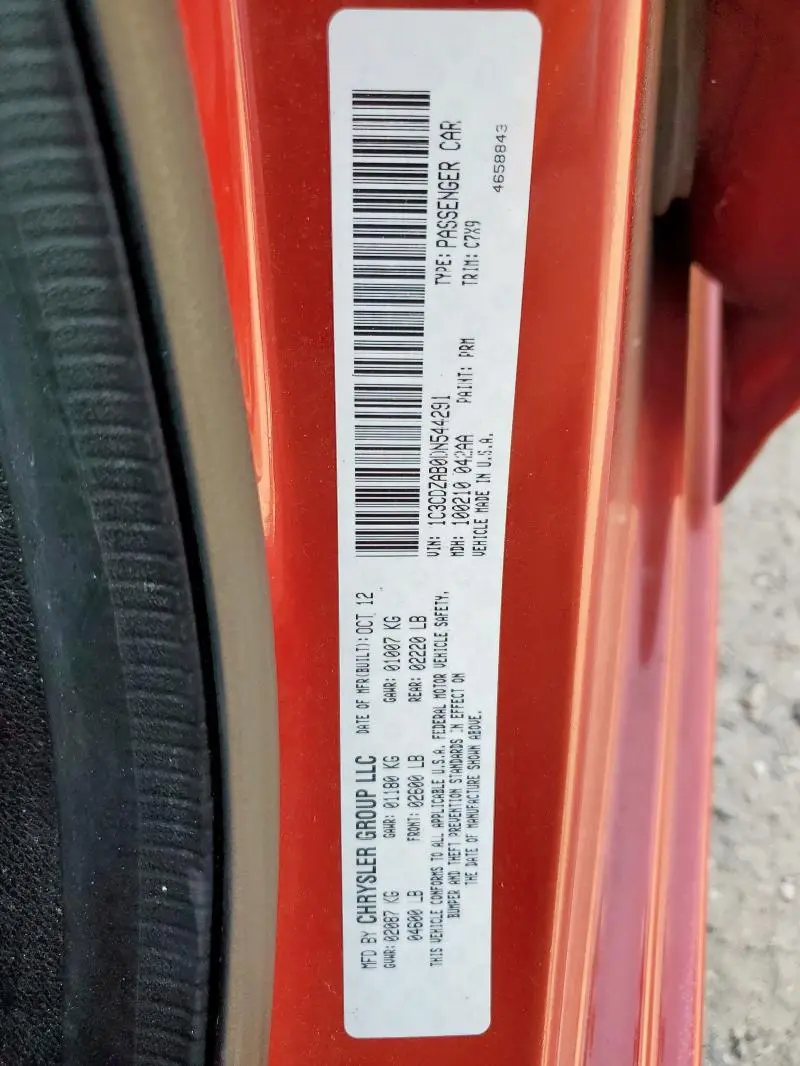 MFD BY CHRYSLER GROUP LLC DATE OF MFR(BUILT): OCT 12
GVWR: 02087 KG GAWR: 01180 KG GAWR: 01007 KG
04600 LB FRONT: 02600 LB REAR: 02220 LB
THIS VEHICLE CONFORMS TO ALL APPLICABLE U.S.A. FEDERAL MOTOR VEHICLE SAFETY,
BUMPER AND THEFT PREVENTION STANDARDS IN EFFECT ON
THE DATE OF MANUFACTURE SHOWN ABOVE.
VIN: 1C3CDZAB0DN544291 TYPE: PASSENGER CAR
MDH: 100210 042AA PAINT: PRM TRIM: C7X9
VEHICLE MADE IN U.S.A.
4658843